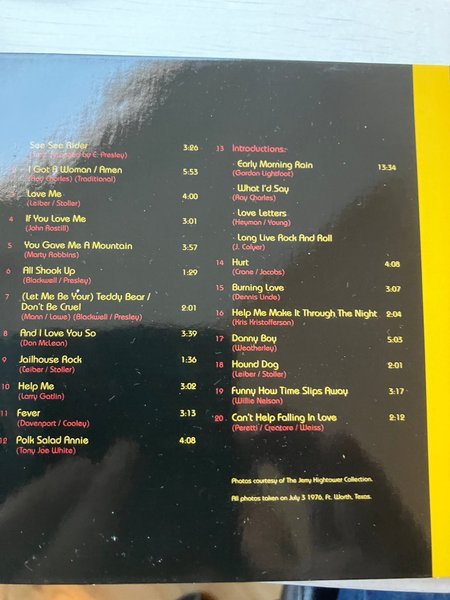 See See Rider 3:26
by E. Presley)
I Got A Woman / Amen 5:53
(Ray Charles) (Traditional)
Love Me 4:00
(Leiber / Stoller)
4 If You Love Me 3:01
(John Rostill)
5 You Gave Me A Mountain 3:57
(Marty Robbins)
6 All Shook Up 1:29
(Blackwell / Presley)
7 (Let Me Be Your) Teddy Bear /
Don't Be Cruel 2:01
(Mann / Lowe) (Blackwell / Presley)
8 And I Love You So 3:39
(Don McLean)
9 Jailhouse Rock 1:36
(Leiber / Stoller)
10 Help Me 3:02
(Larry Gatlin)
11 Fever 3:13
(Davenport / Cooley)
12 Polk Salad Annie 4:08
(Tony Joe White)
13 Introductions:
· Early Morning Rain 13:34
(Gordon Lightfoot)
· What I'd Say
(Ray Charles)
· Love Letters
(Heyman / Young)
· Long Live Rock And Roll
(J. Colyer)
14 Hurt 4:08
(Crane / Jacobs)
15 Burning Love 3:07
(Dennis Linde)
16 Help Me Make It Through The Night 2:04
(Kris Kristofferson)
17 Danny Boy 5:03
(Weatherley)
18 Hound Dog 2:01
(Leiber / Stoller)
19 Funny How Time Slips Away 3:17
(Willie Nelson)
20 Can't Help Falling In Love 2:12
(Peretti / Creatore / Weiss)
Photos courtesy of The Jerry Hightower Collection.
All photos taken on July 3 1976, Ft. Worth, Texas.